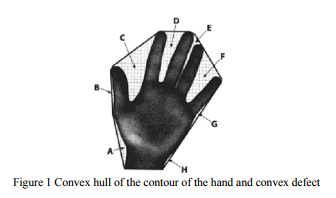 D
E
C
F
B
G
A
H
Figure 1 Convex hull of the contour of the hand and convex defect